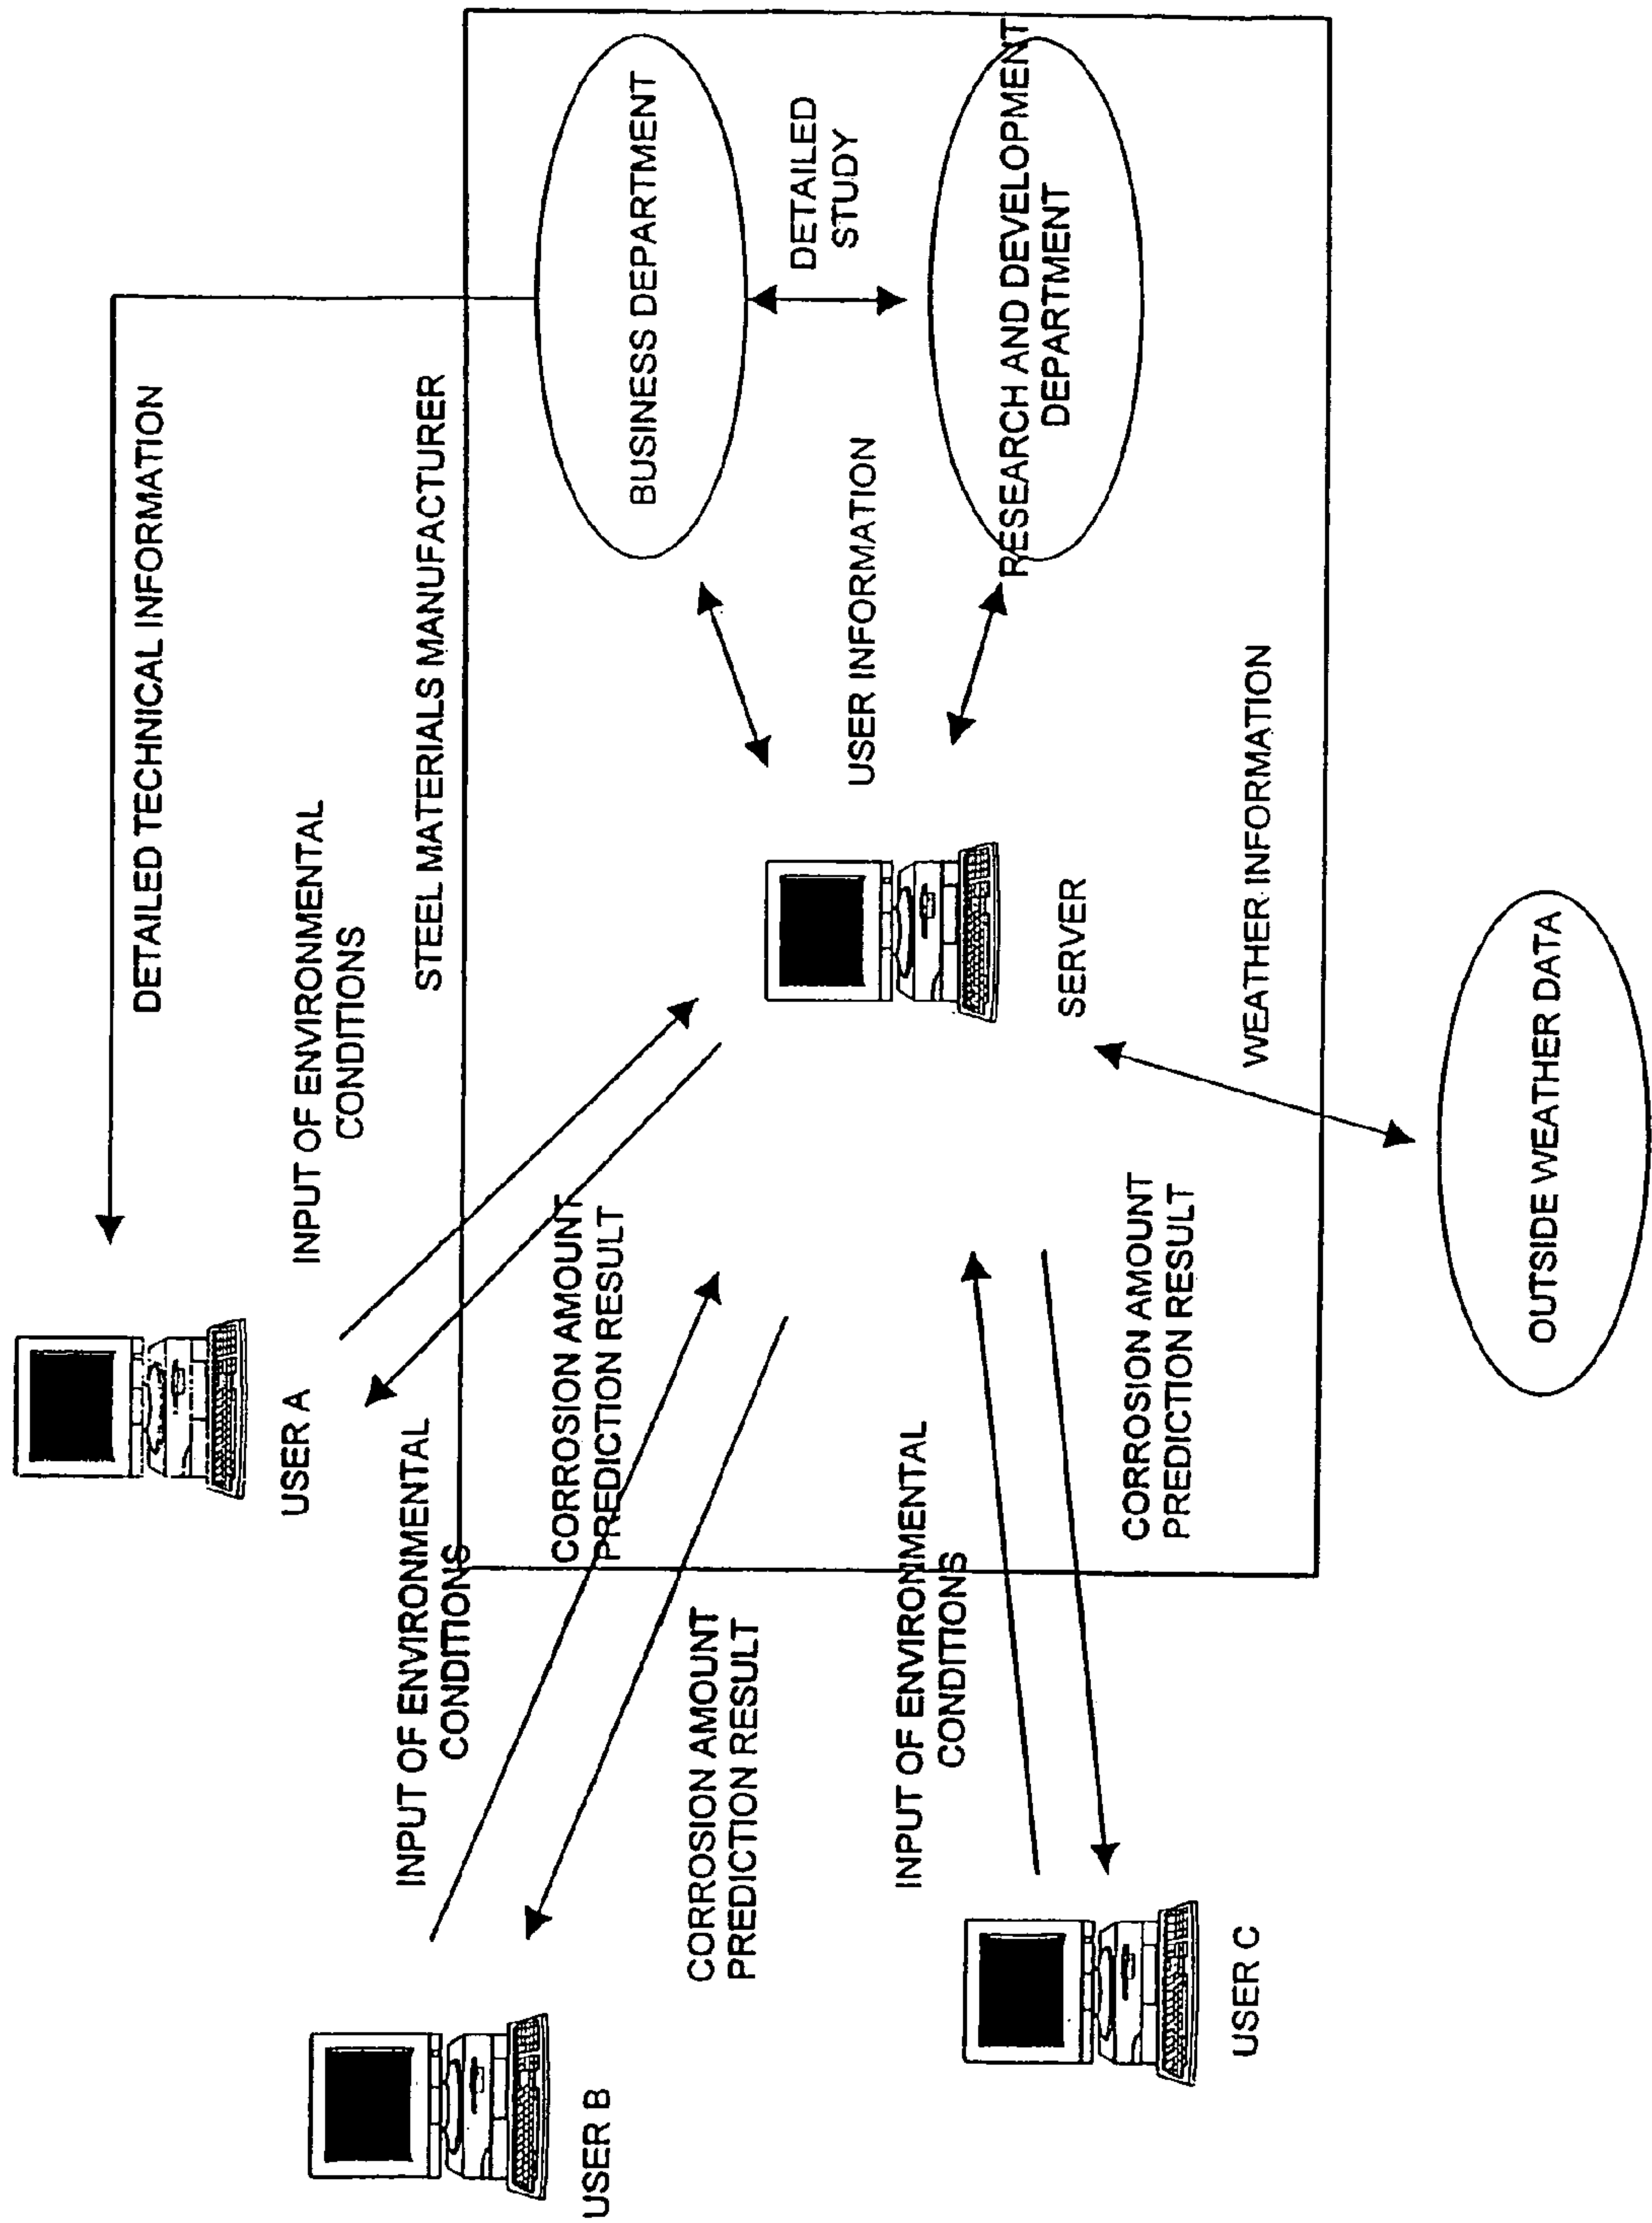 DETAILED TECHNICAL INFORMATION
USER A
INPUT OF ENVIRONMENTAL
CONDITIONS
STEEL MATERIALS MANUFACTURER
INPUT OF ENVIRONMENTAL
CONDITIONS
CORROSION AMOUNT
PREDICTION RESULT
BUSINESS DEPARTMENT
USER B
CORROSION AMOUNT
PREDICTION RESULT
DETAILED
STUDY
USER INFORMATION
INPUT OF ENVIRONMENTAL
CONDITIONS
SERVER
RESEARCH AND DEVELOPMENT
DEPARTMENT
CORROSION AMOUNT
PREDICTION RESULT
USER C
WEATHER INFORMATION
OUTSIDE WEATHER DATA